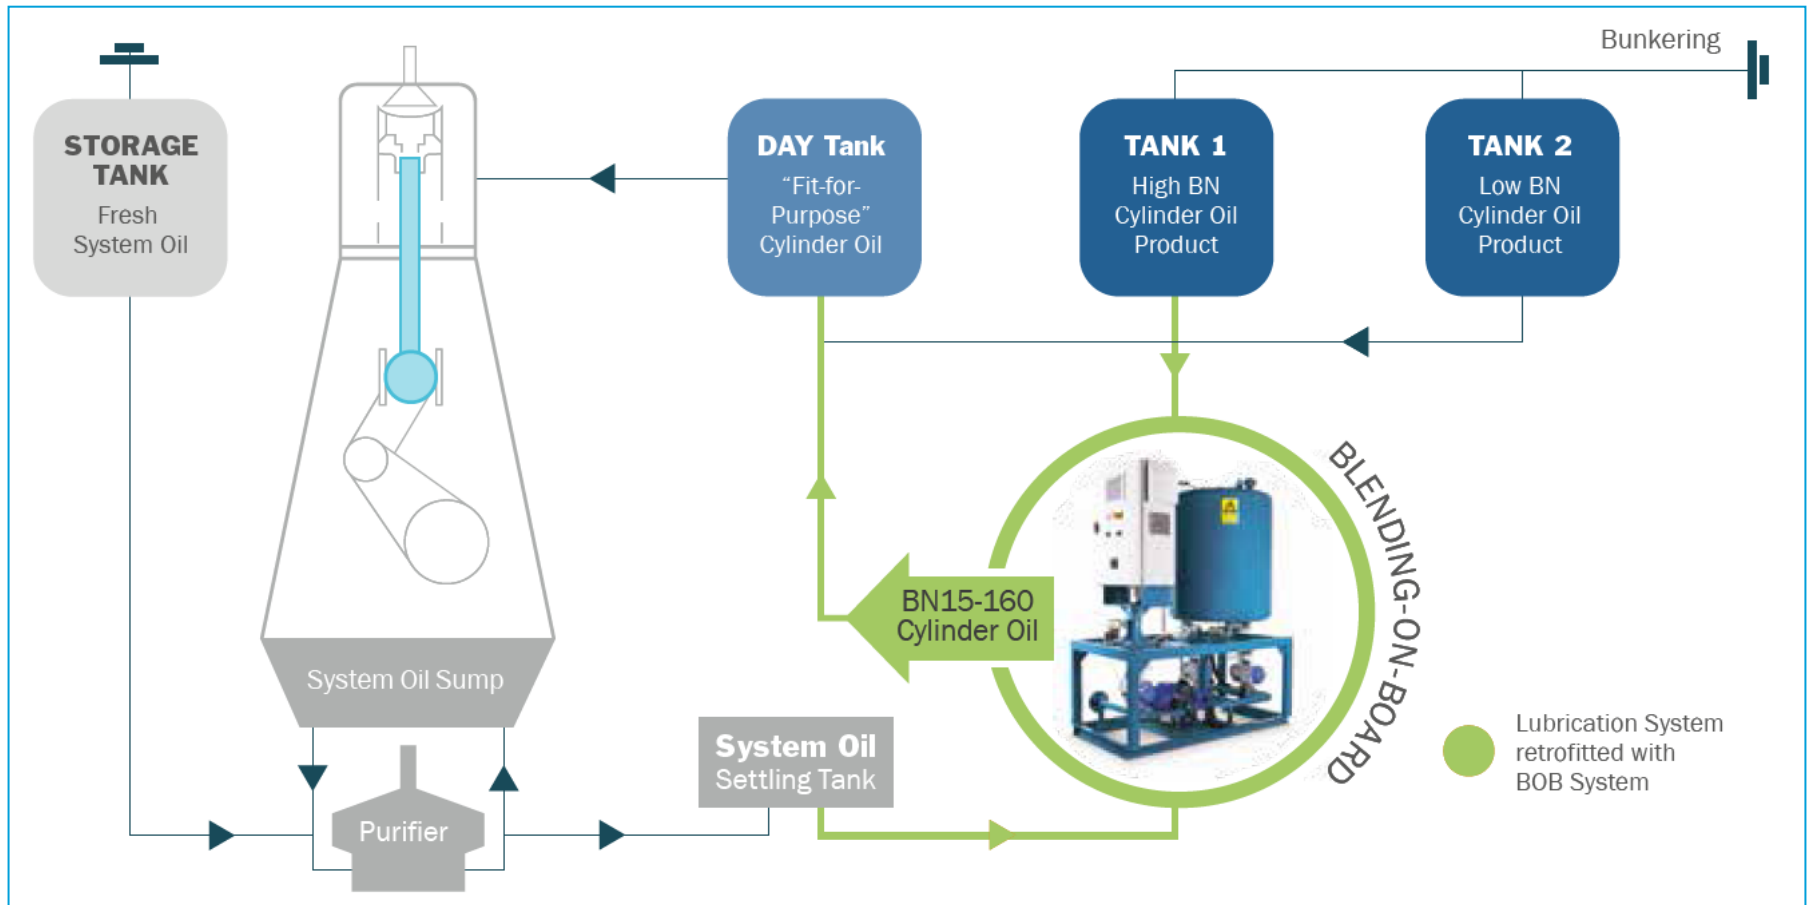 Bunkering
STORAGE
TANK
Fresh
System Oil
DAY Tank
“Fit-for-
Purpose”
Cylinder Oil
TANK 1
High BN
Cylinder Oil
Product
TANK 2
Low BN
Cylinder Oil
Product
BLENDING-ON-BOARD
BN15-160
Cylinder Oil
System Oil Sump
System Oil
Settling Tank
Purifier
Lubrication System
retrofitted with
BOB System